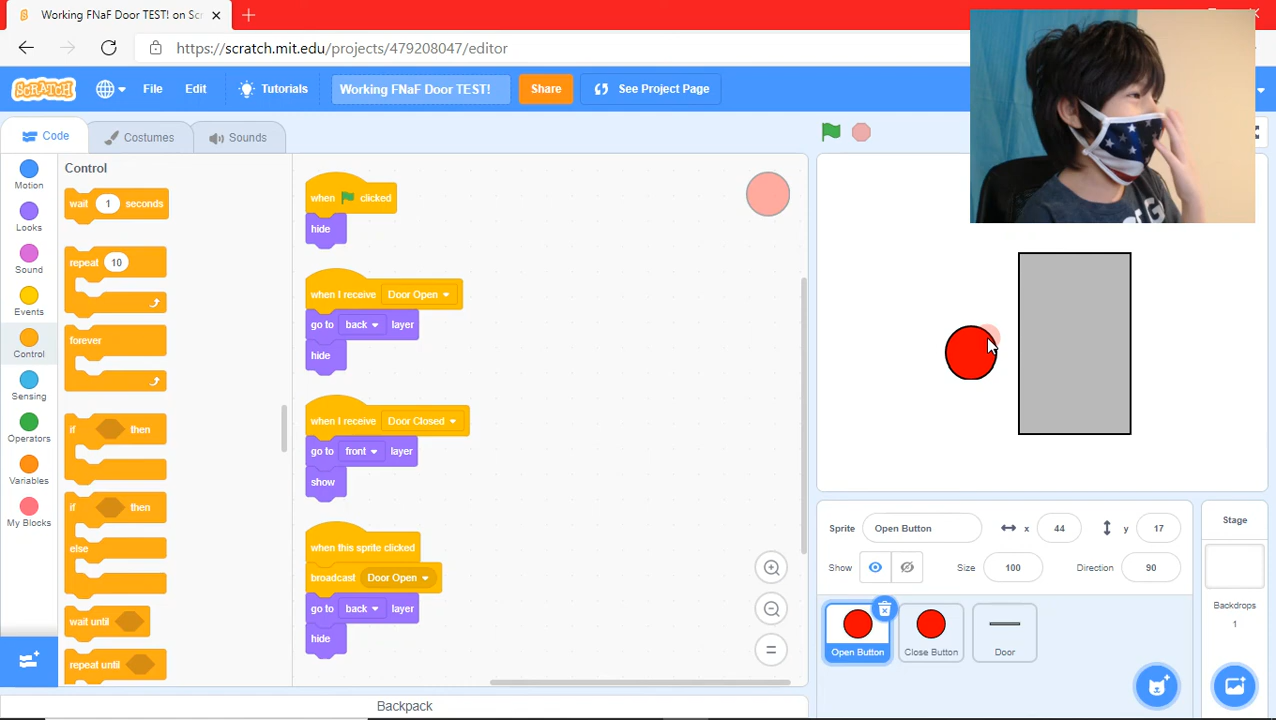 Working FNaF Door TEST! on Scr
https://scratch.mit.edu/projects/479208047/editor
SCRATCH
File
Edit
Tutorials
Working FNaF Door TEST!
Share
See Project Page
Code
Costumes
Sounds
Motion
Looks
Sound
Events
Control
Sensing
Operators
Variables
My Blocks
Control
wait 1 seconds
repeat 10
forever
if then
if then
else
wait until
repeat until
when clicked
hide
when I receive Door Open
go to back layer
hide
when I receive Door Closed
go to front layer
show
when this sprite clicked
broadcast Door Open
go to back layer
hide
Backpack
Sprite Open Button x 44 y 17
Show Size 100 Direction 90
Open Button
Close Button
Door
Stage
Backdrops
1